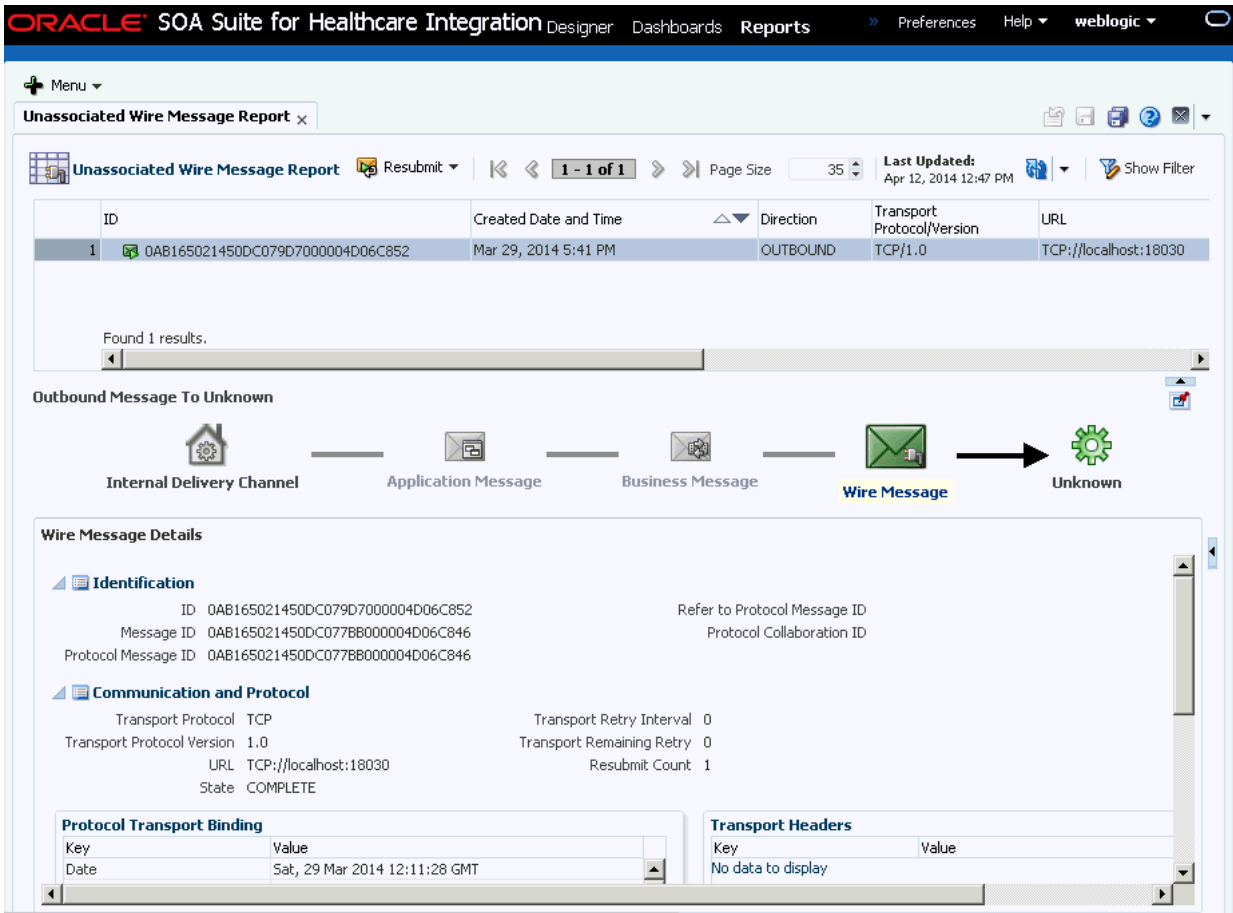 ORACLE SOA Suite for Healthcare Integration Designer Dashboards Reports » Preferences Help weblogic
Menu
Unassociated Wire Message Report x
Unassociated Wire Message Report Resubmit 1 - 1 of 1 Page Size 35 Last Updated: Apr 12, 2014 12:47 PM Show Filter
ID Created Date and Time Direction Transport Protocol/Version URL
1 0AB165021450DC079D7000004D06C852 Mar 29, 2014 5:41 PM OUTBOUND TCP/1.0 TCP://localhost:18030
Found 1 results.
Outbound Message To Unknown
Internal Delivery Channel Application Message Business Message Wire Message Unknown
Wire Message Details
Identification
ID 0AB165021450DC079D7000004D06C852 Refer to Protocol Message ID
Message ID 0AB165021450DC077BB000004D06C846 Protocol Collaboration ID
Protocol Message ID 0AB165021450DC077BB000004D06C846
Communication and Protocol
Transport Protocol TCP Transport Retry Interval 0
Transport Protocol Version 1.0 Transport Remaining Retry 0
URL TCP://localhost:18030 Resubmit Count 1
State COMPLETE
Protocol Transport Binding Transport Headers
Key Value Key Value
Date Sat, 29 Mar 2014 12:11:28 GMT No data to display